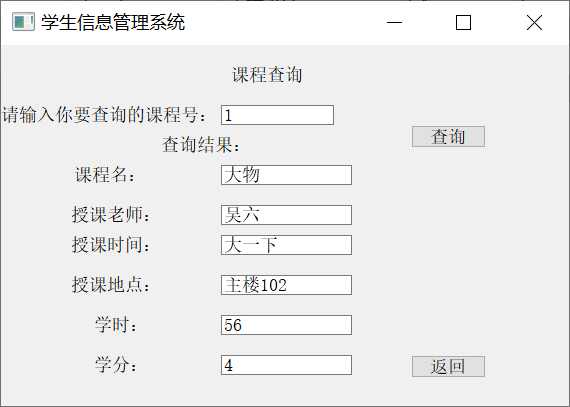 学生信息管理系统
课程查询
请输入你要查询的课程号： 1
查询
查询结果：
课程名： 大物
授课老师： 吴六
授课时间： 大一下
授课地点： 主楼102
学时： 56
学分： 4
返回